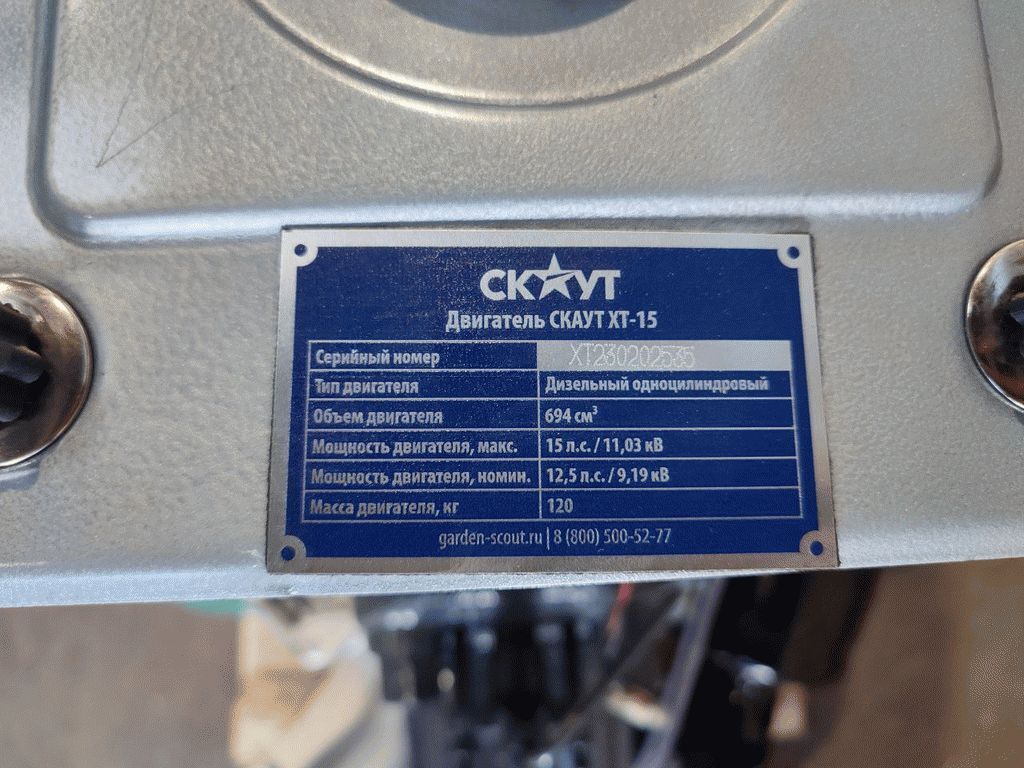 СКАУТ
Двигатель СКАУТ XT-15
Серийный номер XT230202535
Тип двигателя Дизельный одноцилиндровый
Объем двигателя 694 см³
Мощность двигателя, макс. 15 л.с. / 11,03 кВ
Мощность двигателя, номин. 12,5 л.с. / 9,19 кВ
Масса двигателя, кг 120
garden-scout.ru | 8 (800) 500-52-77